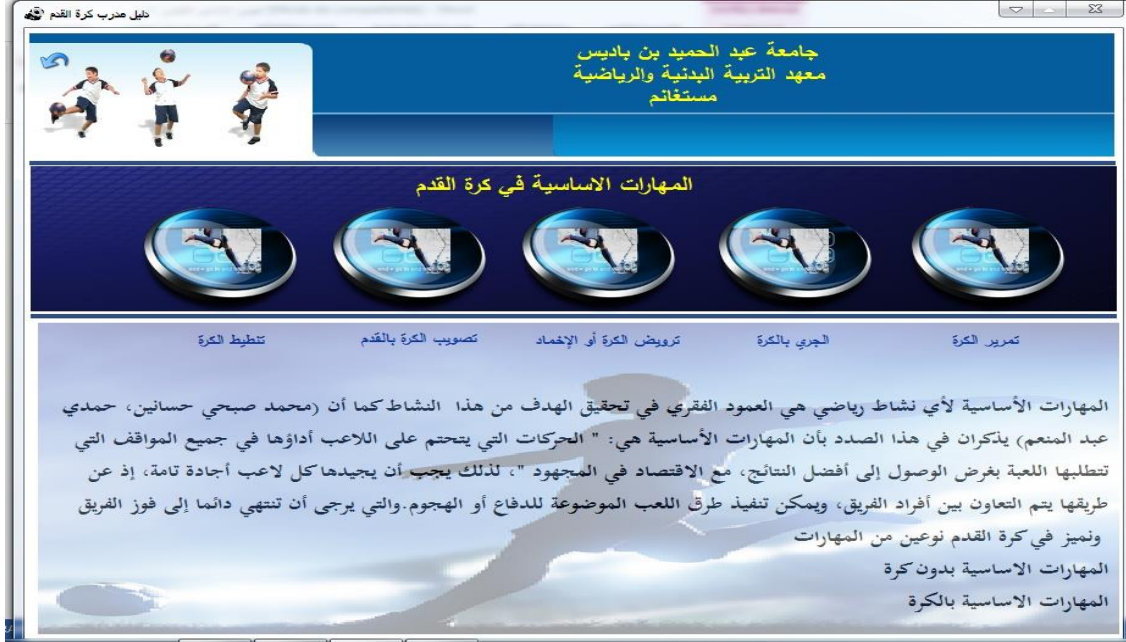 دليل مدرب كرة القدم
جامعة عبد الحميد بن باديس
معهد التربية البدنية والرياضية
مستغانم
المهارات الاساسية في كرة القدم
تمرير الكرة
الجري بالكرة
ترويض الكرة أو الإخماد
تصويب الكرة بالقدم
تنطيط الكرة
المهارات الأساسية لأي نشاط رياضي هي العمود الفقري في تحقيق الهدف من هذا النشاط كما أن (محمد صبحي حسانين، حمدي
عبد المنعم) يذكران في هذا الصدد بأن المهارات الأساسية هي: " الحركات التي يتحتم على اللاعب أداؤها في جميع المواقف التي
تتطلبها اللعبة بغرض الوصول إلى أفضل النتائج، مع الاقتصاد في المجهود "، لذلك يجب أن يجيدها كل لاعب أجادة تامة، إذ عن
طريقها يتم التعاون بين أفراد الفريق، ويمكن تنفيذ طرق اللعب الموضوعة للدفاع أو الهجوم.والتي يرجى أن تنتهي دائما إلى فوز الفريق
ونميز في كرة القدم نوعين من المهارات
المهارات الاساسية بدون كرة
المهارات الاساسية بالكرة